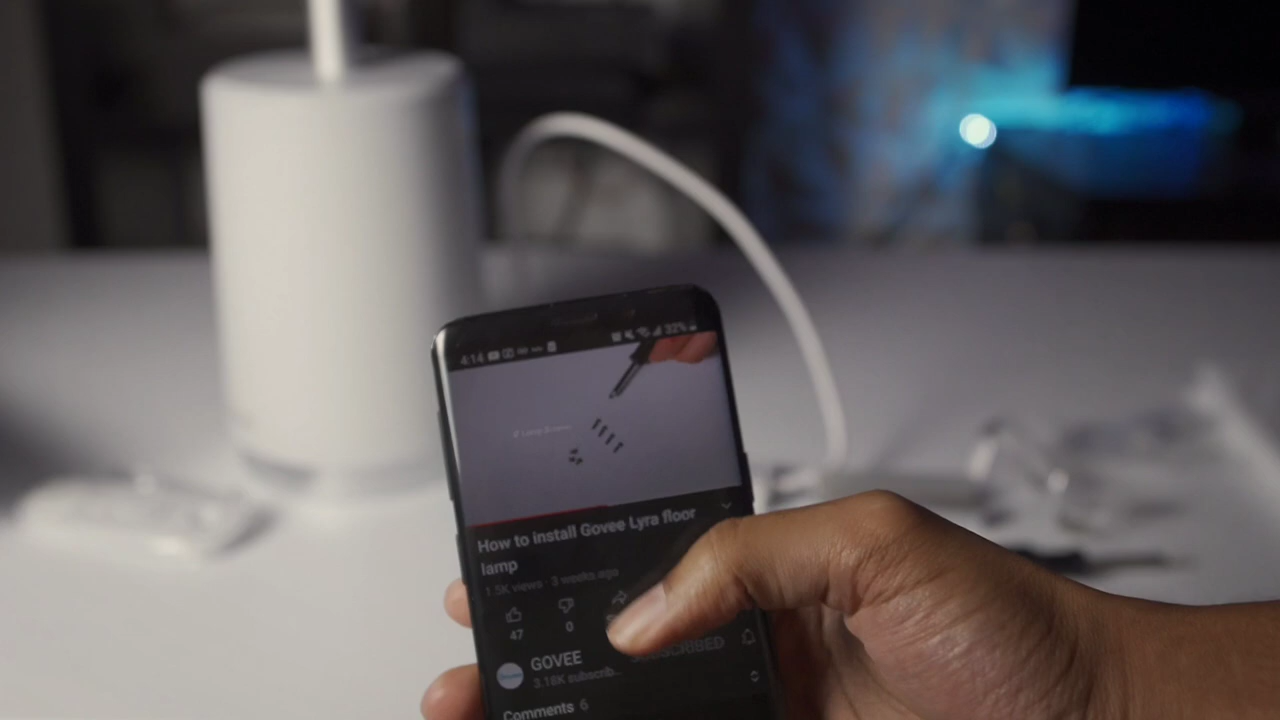 4:14
32%
How to install Govee Lyra floor
lamp
1.5K views · 3 weeks ago
47
0
GOVEE
SUBSCRIBED
3.18K subscrib..
Comments 6